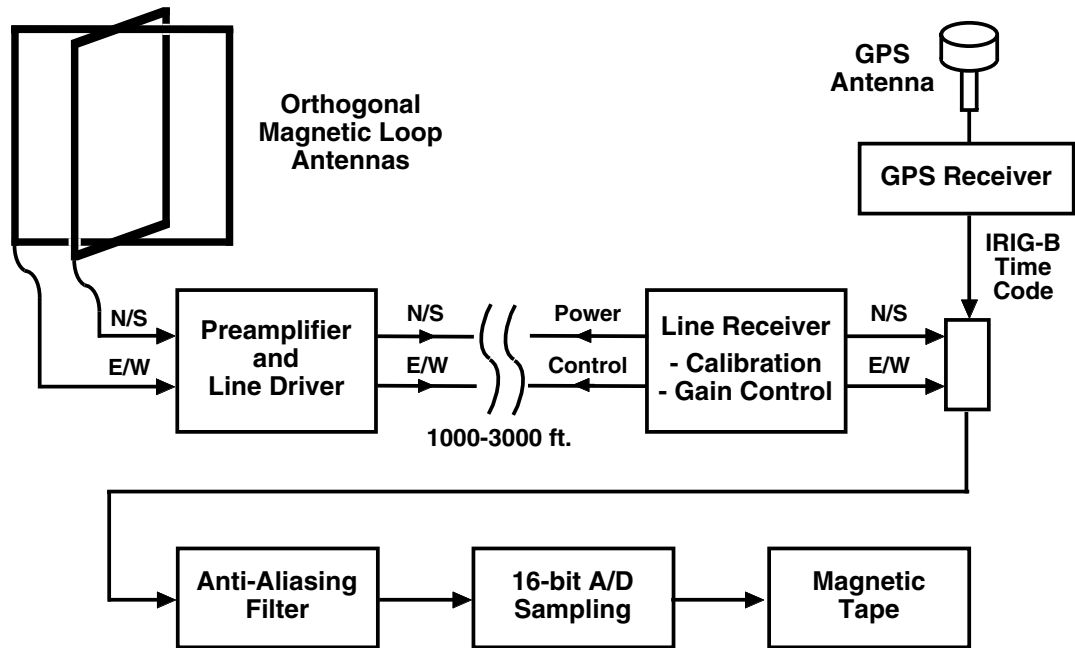 Orthogonal
Magnetic Loop
Antennas
GPS
Antenna
GPS Receiver
IRIG-B
Time
Code
N/S
E/W
Preamplifier
and
Line Driver
N/S
E/W
1000-3000 ft.
Power
Control
Line Receiver
- Calibration
- Gain Control
N/S
E/W
Anti-Aliasing
Filter
16-bit A/D
Sampling
Magnetic
Tape